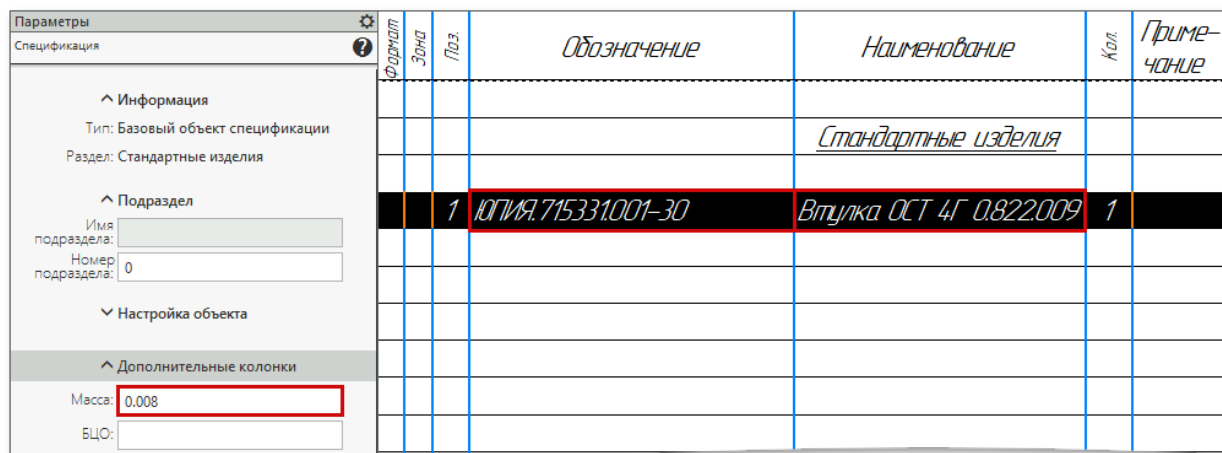 Параметры
Спецификация
Информация
Тип: Базовый объект спецификации
Раздел: Стандартные изделия
Подраздел
Имя
подраздела:
Номер
подраздела: 0
Настройка объекта
Дополнительные колонки
Масса: 0.008
БЦО:
Формат
Зона
Поз.
Обозначение
Наименование
Кол.
Приме-
чание
Стандартные изделия
1 ЮПИЯ.715331.001-30 Втулка ОСТ 4Г 0.822.009 1